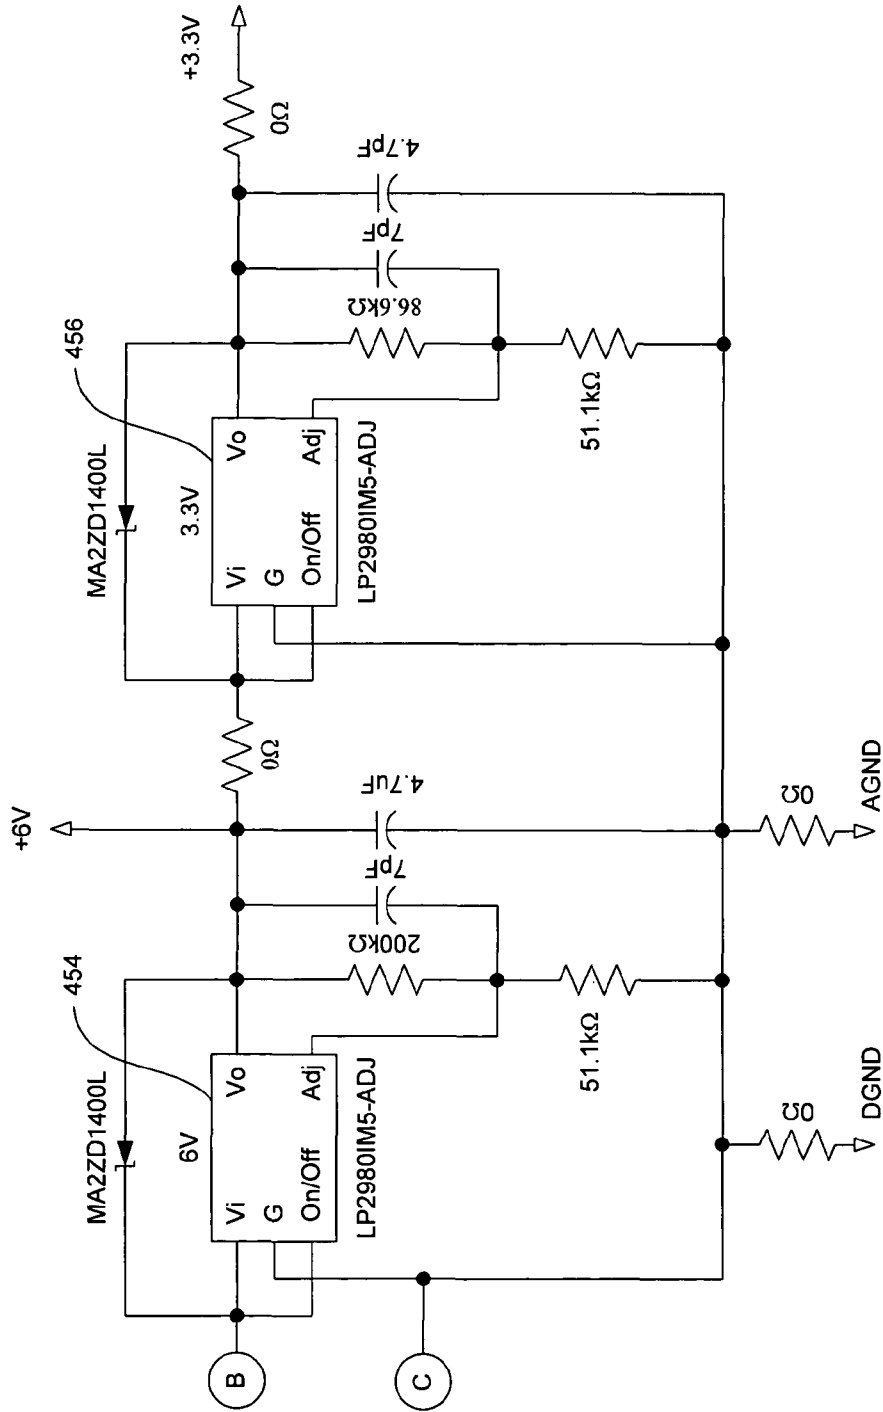 +3.3V
0Ω
4.7pF
7pF
86.6kΩ
456
MA2ZD1400L
3.3V
Vi
Vo
G
On/Off
Adj
LP2980IM5-ADJ
51.1kΩ
0Ω
+6V
4.7uF
7pF
200kΩ
454
MA2ZD1400L
6V
Vi
Vo
G
On/Off
Adj
LP2980IM5-ADJ
51.1kΩ
0Ω
AGND
0Ω
DGND
B
C